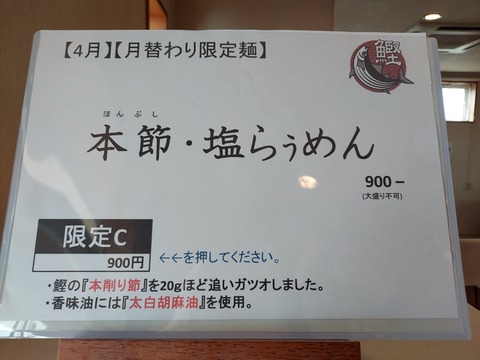 【4月】【月替わり限定麺】
鰹
ほんぶし
本節・塩らぅめん
900－
(大盛り不可)
限定C
900円
←←を押してください。
・鰹の『本削り節』を20gほど追いガツオしました。
・香味油には『太白胡麻油』を使用。